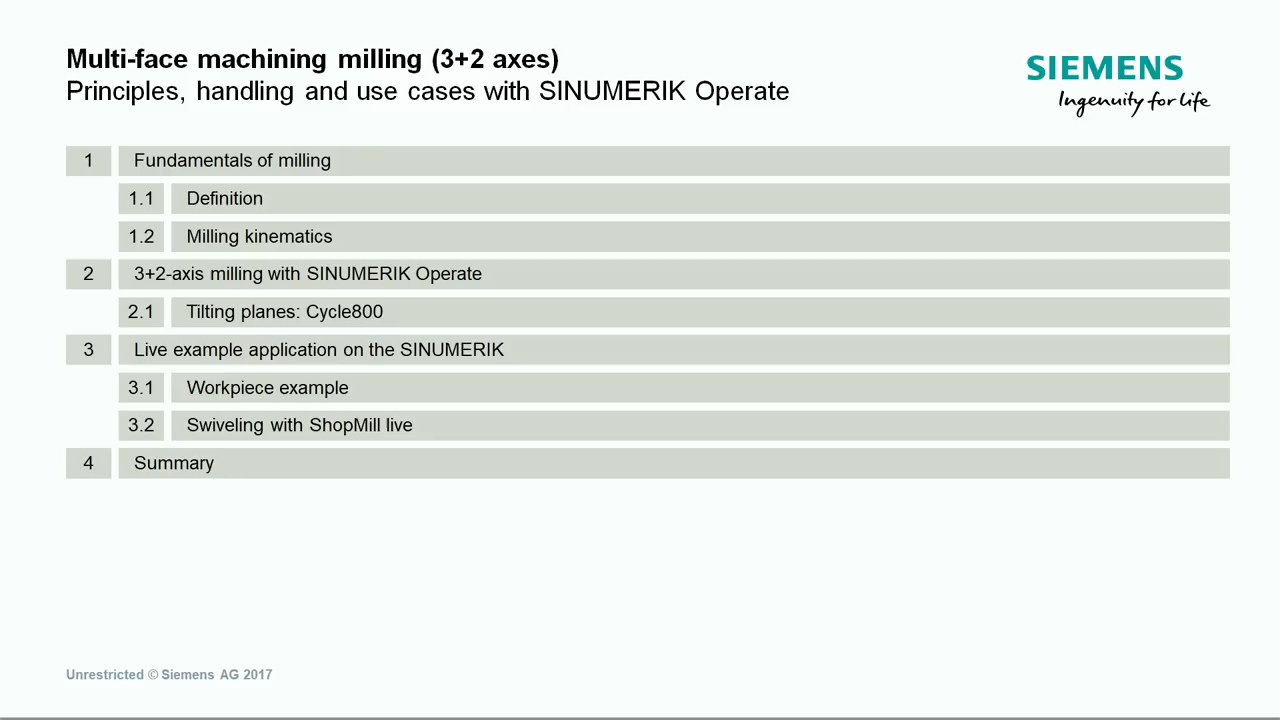 Multi-face machining milling (3+2 axes)
Principles, handling and use cases with SINUMERIK Operate
SIEMENS
Ingenuity for life
1 Fundamentals of milling
1.1 Definition
1.2 Milling kinematics
2 3+2-axis milling with SINUMERIK Operate
2.1 Tilting planes: Cycle800
3 Live example application on the SINUMERIK
3.1 Workpiece example
3.2 Swiveling with ShopMill live
4 Summary
Unrestricted © Siemens AG 2017